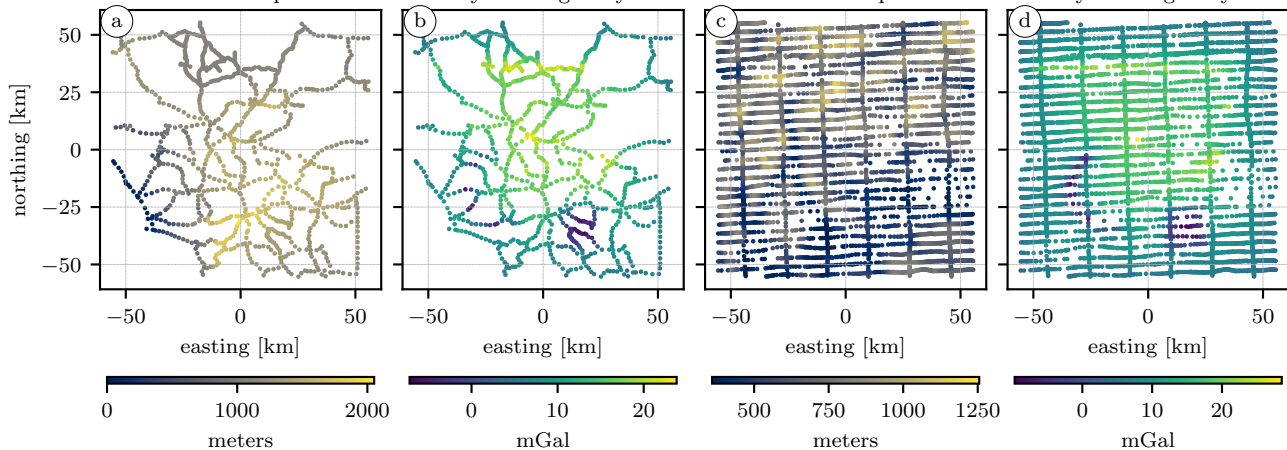 a
b
c
d
northing [km]
50
25
0
−25
−50
−50 0 50
−50 0 50
−50 0 50
−50 0 50
easting [km]
easting [km]
easting [km]
easting [km]
0 1000 2000
0 10 20
500 750 1000 1250
0 10 20
meters
mGal
meters
mGal